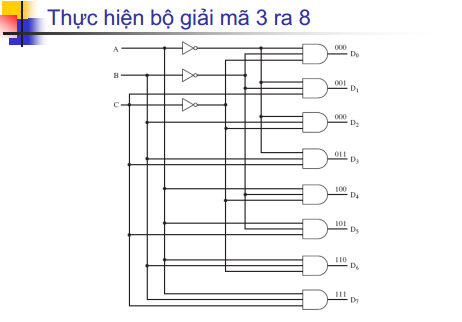 Thực hiện bộ giải mã 3 ra 8
A
000
D0
B
001
D1
C
000
D2
011
D3
100
D4
101
D5
110
D6
111
D7